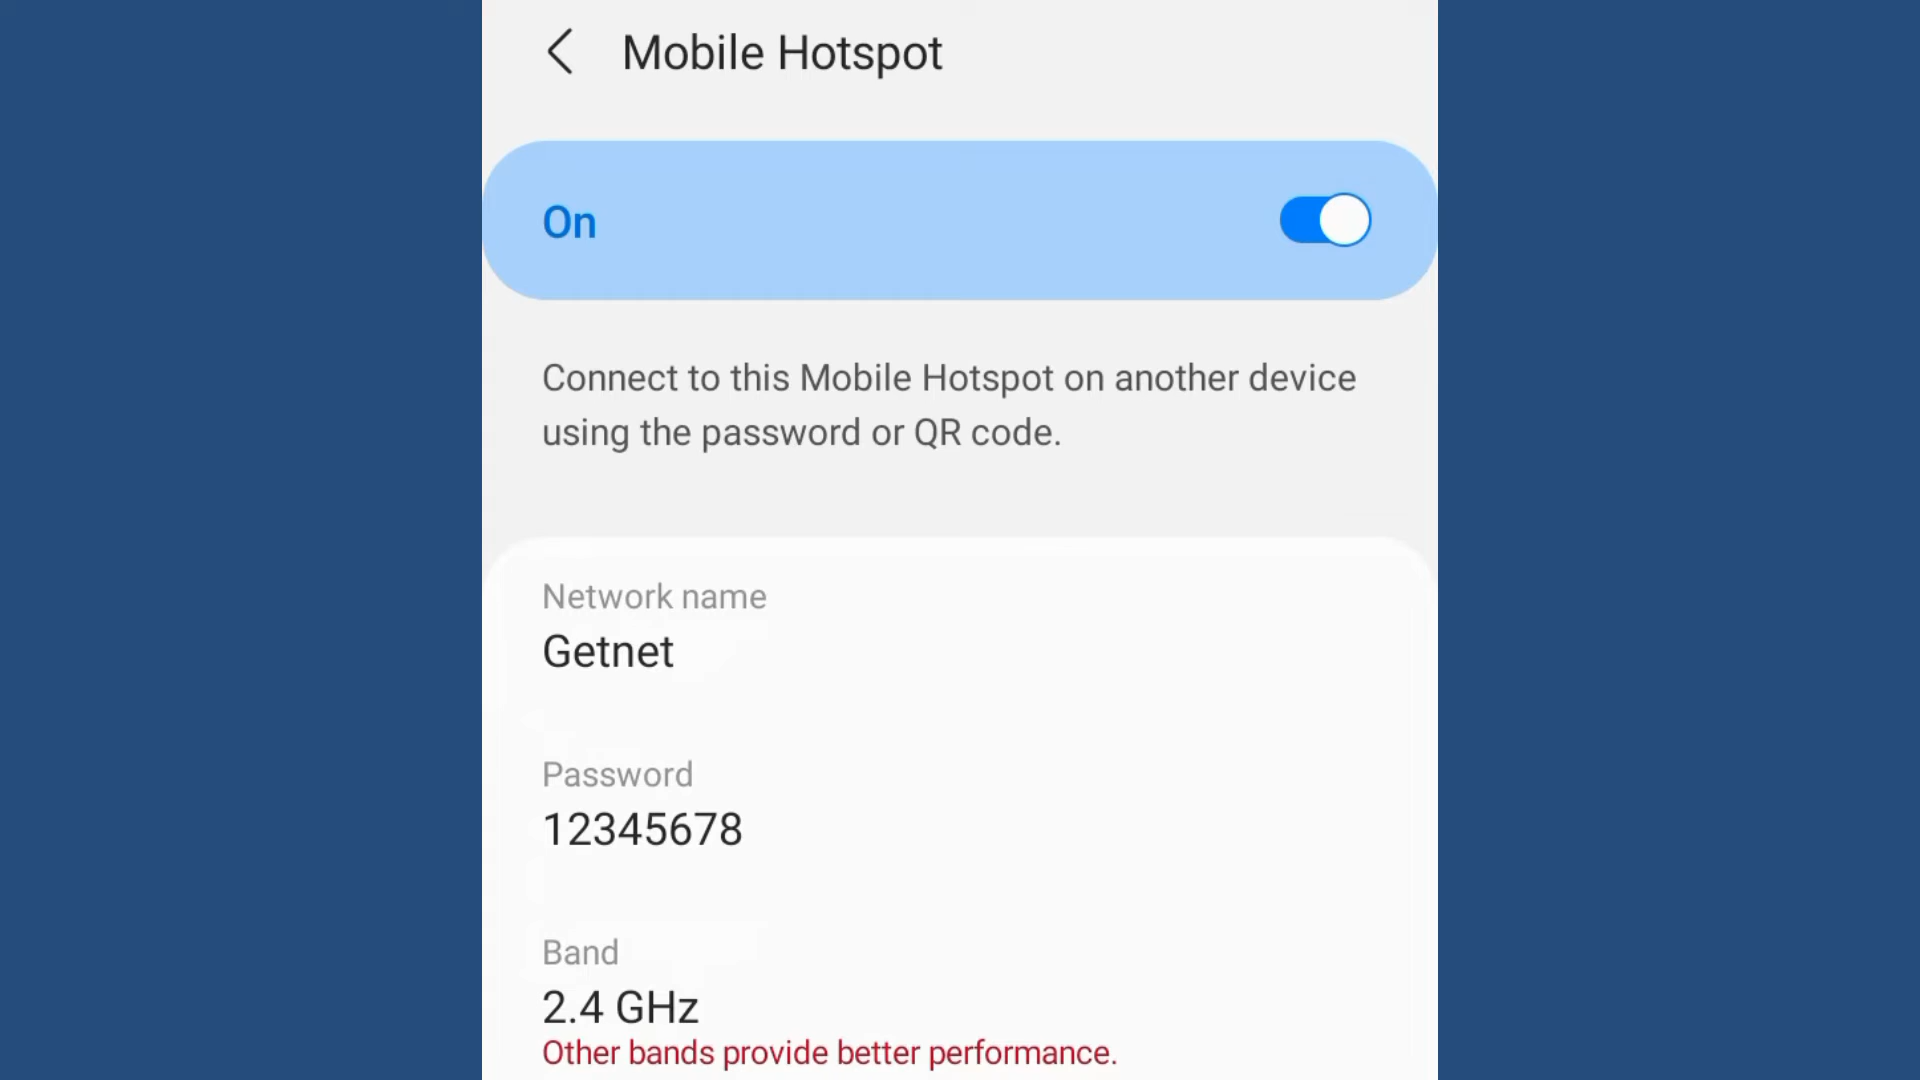 Mobile Hotspot
On
Connect to this Mobile Hotspot on another device
using the password or QR code.
Network name
Getnet
Password
12345678
Band
2.4 GHz
Other bands provide better performance.